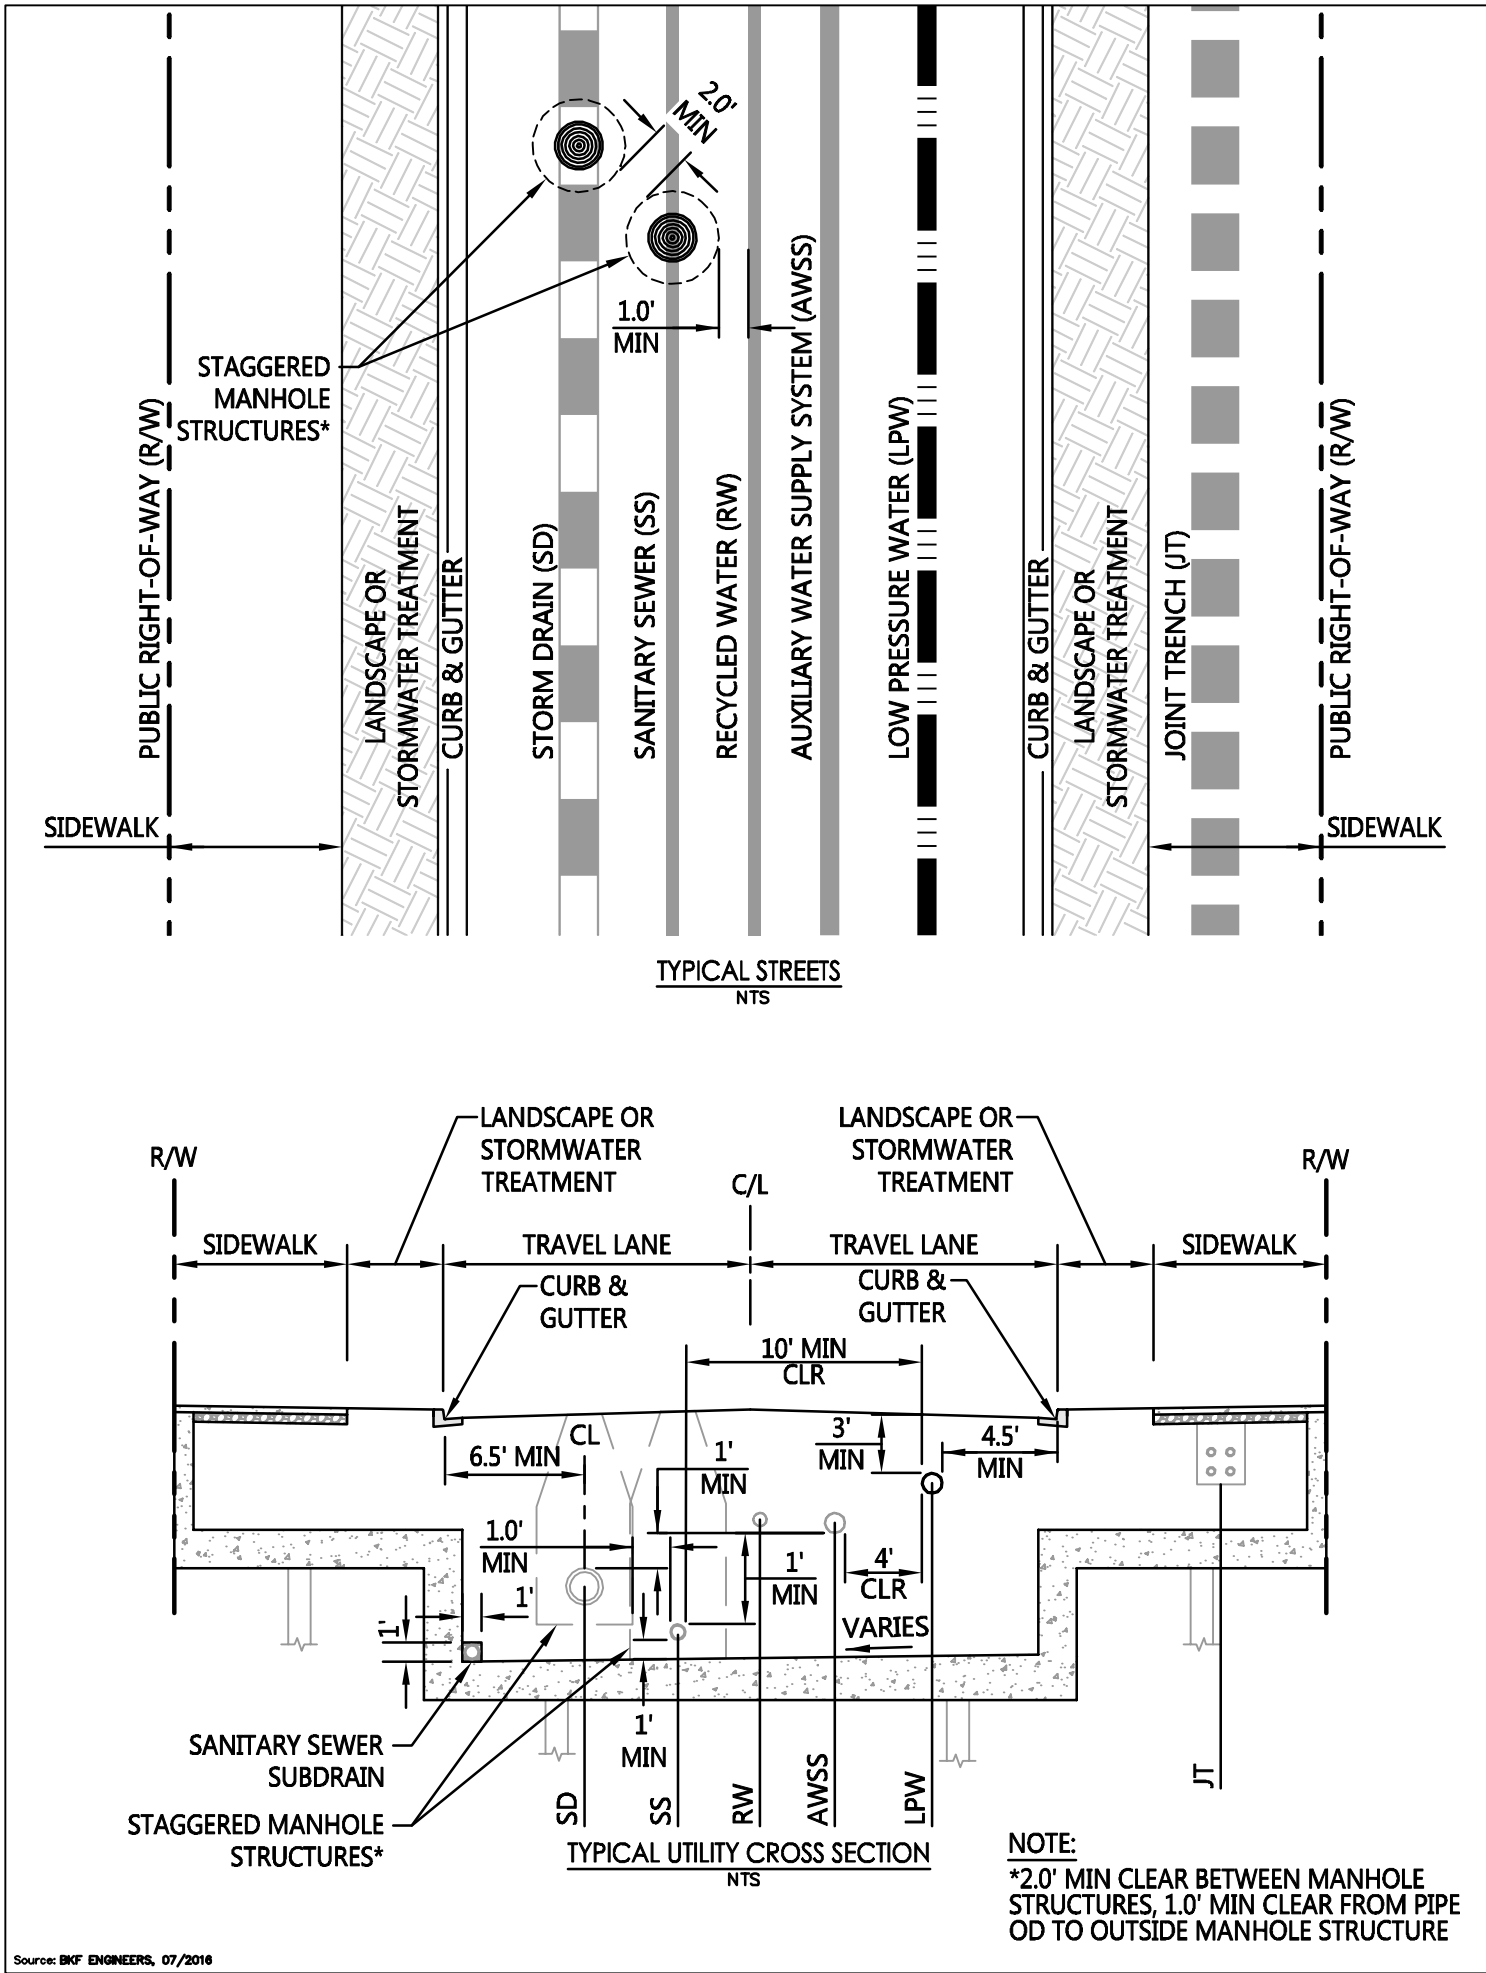 2.0'
MIN
1.0'
MIN
STAGGERED
MANHOLE
STRUCTURES*
PUBLIC RIGHT-OF-WAY (R/W)
LANDSCAPE OR
STORMWATER TREATMENT
CURB & GUTTER
STORM DRAIN (SD)
SANITARY SEWER (SS)
RECYCLED WATER (RW)
AUXILIARY WATER SUPPLY SYSTEM (AWSS)
LOW PRESSURE WATER (LPW)
CURB & GUTTER
LANDSCAPE OR
STORMWATER TREATMENT
JOINT TRENCH (JT)
PUBLIC RIGHT-OF-WAY (R/W)
SIDEWALK
SIDEWALK
TYPICAL STREETS
NTS
LANDSCAPE OR
STORMWATER
TREATMENT
LANDSCAPE OR
STORMWATER
TREATMENT
R/W
C/L
R/W
SIDEWALK
TRAVEL LANE
TRAVEL LANE
SIDEWALK
CURB &
GUTTER
CURB &
GUTTER
10' MIN
CLR
6.5' MIN
CL
1'
MIN
3'
MIN
4.5'
MIN
1.0'
MIN
1'
MIN
4'
CLR
1'
1'
VARIES
1'
MIN
SANITARY SEWER
SUBDRAIN
STAGGERED MANHOLE
STRUCTURES*
SD
SS
RW
AWSS
LPW
JT
TYPICAL UTILITY CROSS SECTION
NTS
NOTE:
*2.0' MIN CLEAR BETWEEN MANHOLE
STRUCTURES, 1.0' MIN CLEAR FROM PIPE
OD TO OUTSIDE MANHOLE STRUCTURE
Source: BKF ENGINEERS, 07/2016